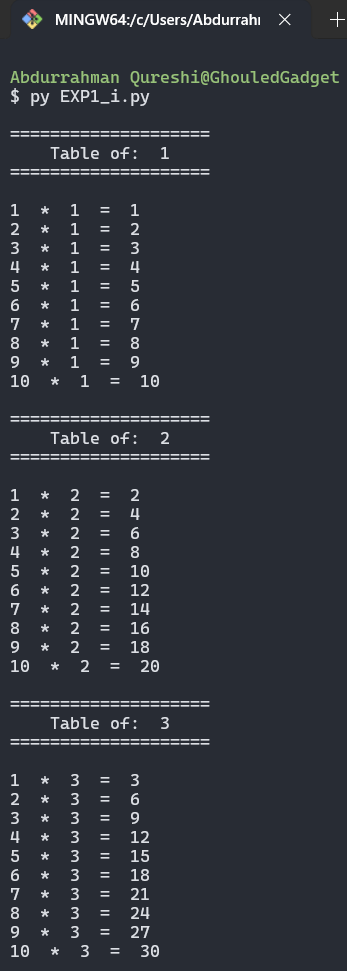 MINGW64:/c/Users/Abdurrahı
Abdurrahman Qureshi@GhouledGadget
$ py EXP1_i.py
====================
    Table of:  1
====================
1  *  1  =  1
2  *  1  =  2
3  *  1  =  3
4  *  1  =  4
5  *  1  =  5
6  *  1  =  6
7  *  1  =  7
8  *  1  =  8
9  *  1  =  9
10  *  1  =  10
====================
    Table of:  2
====================
1  *  2  =  2
2  *  2  =  4
3  *  2  =  6
4  *  2  =  8
5  *  2  =  10
6  *  2  =  12
7  *  2  =  14
8  *  2  =  16
9  *  2  =  18
10  *  2  =  20
====================
    Table of:  3
====================
1  *  3  =  3
2  *  3  =  6
3  *  3  =  9
4  *  3  =  12
5  *  3  =  15
6  *  3  =  18
7  *  3  =  21
8  *  3  =  24
9  *  3  =  27
10  *  3  =  30